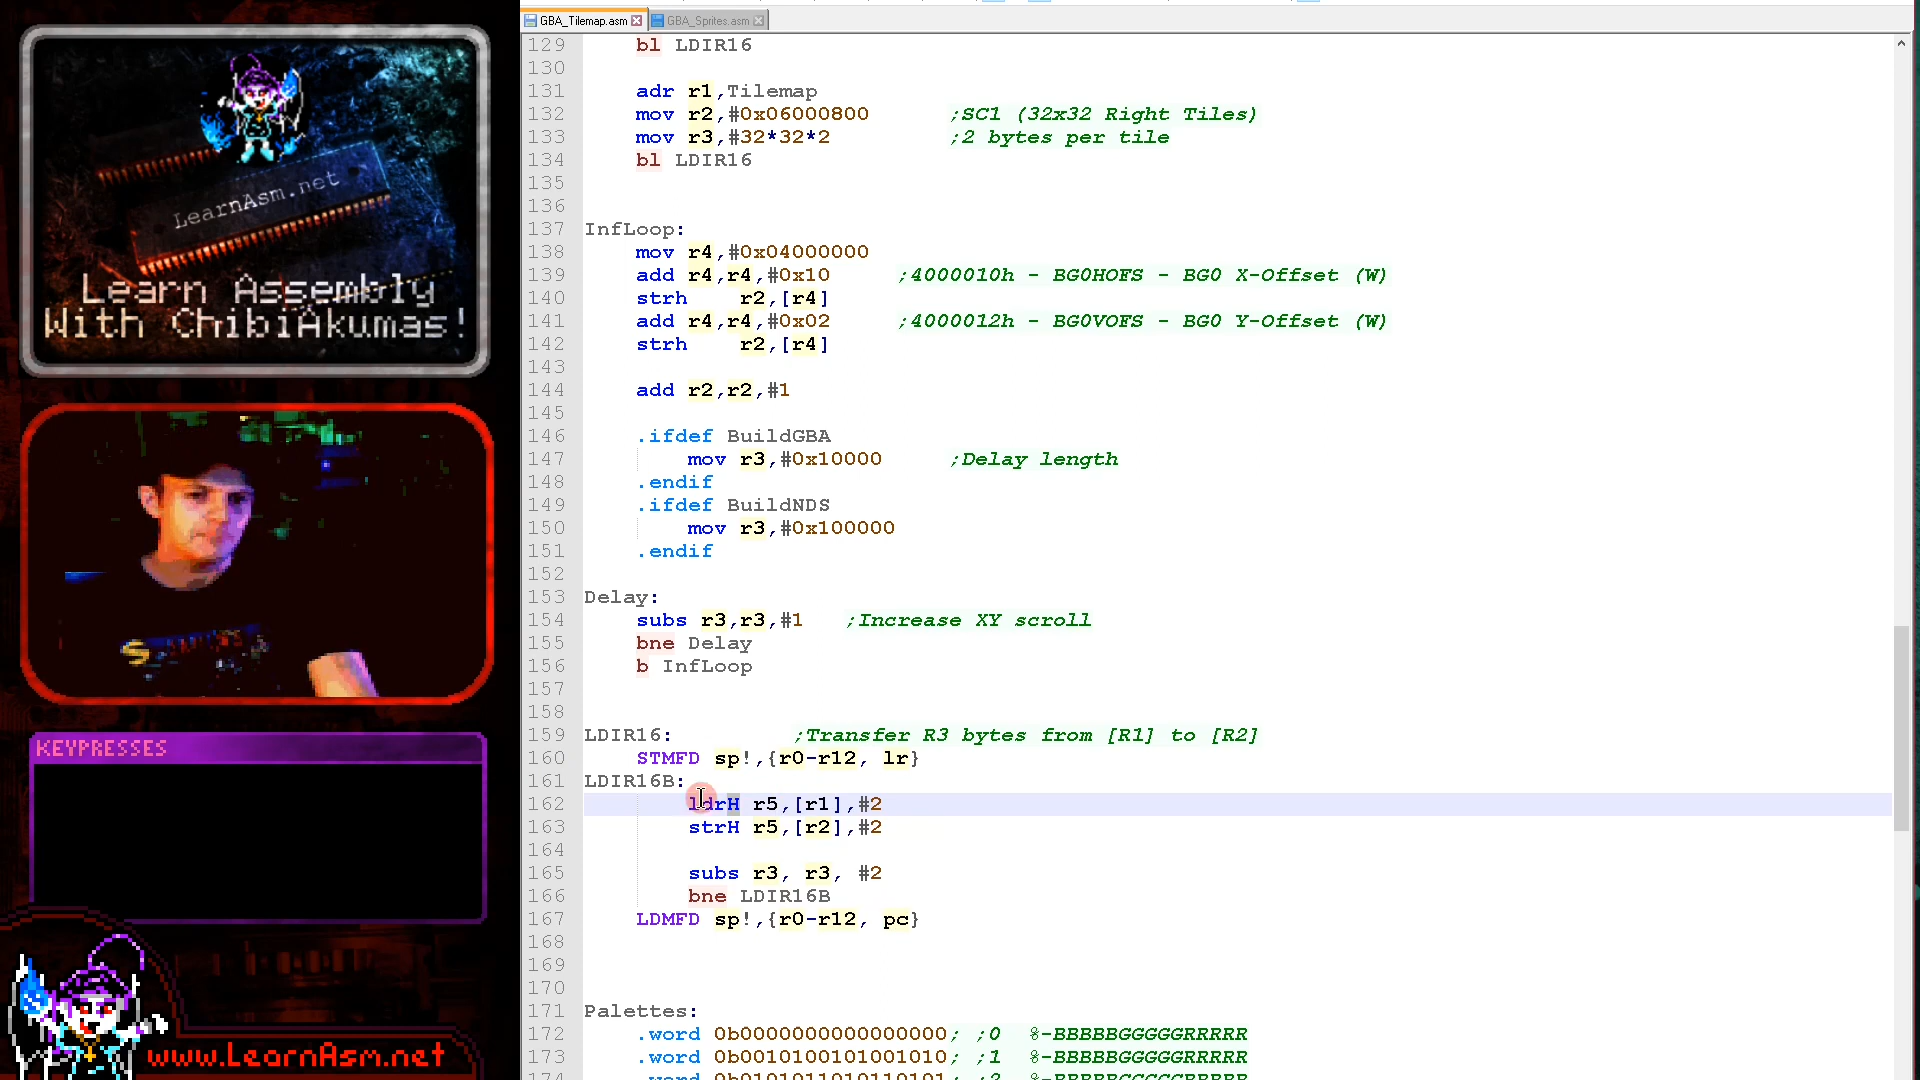 GBA_Tilemap.asm GBA_Sprites.asm
LearnAsm.net
Learn Assembly
With ChibiAkumas!
KEYPRESSES
www.LearnAsm.net
129 bl LDIR16
130
131 adr r1,Tilemap
132 mov r2,#0x06000800 ;SC1 (32x32 Right Tiles)
133 mov r3,#32*32*2 ;2 bytes per tile
134 bl LDIR16
135
136
137 InfLoop:
138 mov r4,#0x04000000
139 add r4,r4,#0x10 ;4000010h - BG0HOFS - BG0 X-Offset (W)
140 strh r2,[r4]
141 add r4,r4,#0x02 ;4000012h - BG0VOFS - BG0 Y-Offset (W)
142 strh r2,[r4]
143
144 add r2,r2,#1
145
146 .ifdef BuildGBA
147 mov r3,#0x10000 ;Delay length
148 .endif
149 .ifdef BuildNDS
150 mov r3,#0x100000
151 .endif
152
153 Delay:
154 subs r3,r3,#1 ;Increase XY scroll
155 bne Delay
156 b InfLoop
157
158
159 LDIR16: ;Transfer R3 bytes from [R1] to [R2]
160 STMFD sp!,{r0-r12, lr}
161 LDIR16B:
162 ldrH r5,[r1],#2
163 strH r5,[r2],#2
164
165 subs r3, r3, #2
166 bne LDIR16B
167 LDMFD sp!,{r0-r12, pc}
168
169
170
171 Palettes:
172 .word 0b0000000000000000; ;0 %-BBBBBGGGGGRRRRR
173 .word 0b0010100101001010; ;1 %-BBBBBGGGGGRRRRR